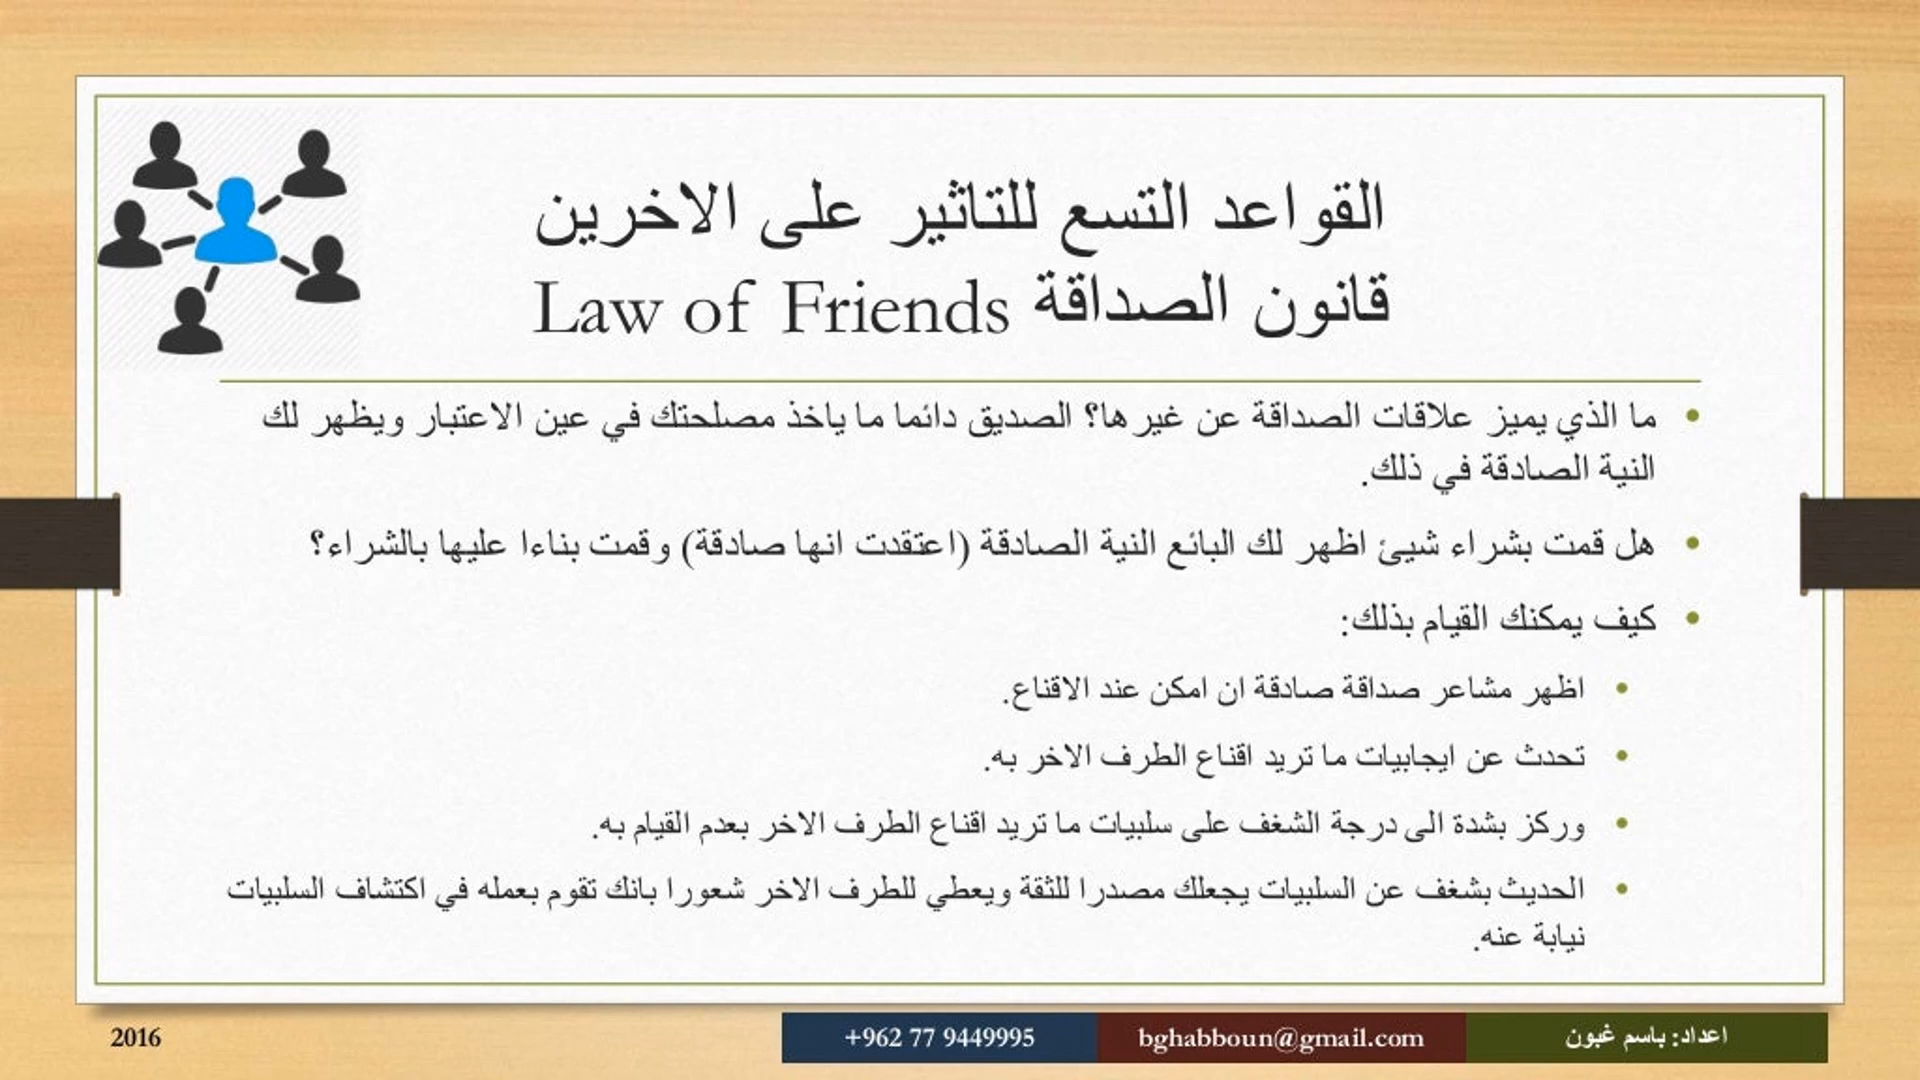 القواعد التسع للتاثير على الاخرين
قانون الصداقة Law of Friends
• ما الذي يميز علاقات الصداقة عن غيرها؟ الصديق دائما ما ياخذ مصلحتك في عين الاعتبار ويظهر لك
النية الصادقة في ذلك.
• هل قمت بشراء شيئ اظهر لك البائع النية الصادقة (اعتقدت انها صادقة) وقمت بناءا عليها بالشراء؟
• كيف يمكنك القيام بذلك:
• اظهر مشاعر صداقة صادقة ان امكن عند الاقناع.
• تحدث عن ايجابيات ما تريد اقناع الطرف الاخر به.
• وركز بشدة الى درجة الشغف على سلبيات ما تريد اقناع الطرف الاخر بعدم القيام به.
• الحديث بشغف عن السلبيات يجعلك مصدرا للثقة ويعطي للطرف الاخر شعورا بانك تقوم بعمله في اكتشاف السلبيات
نيابة عنه.
اعداد: باسم غبون
bghabboun@gmail.com
+962 77 9449995
2016